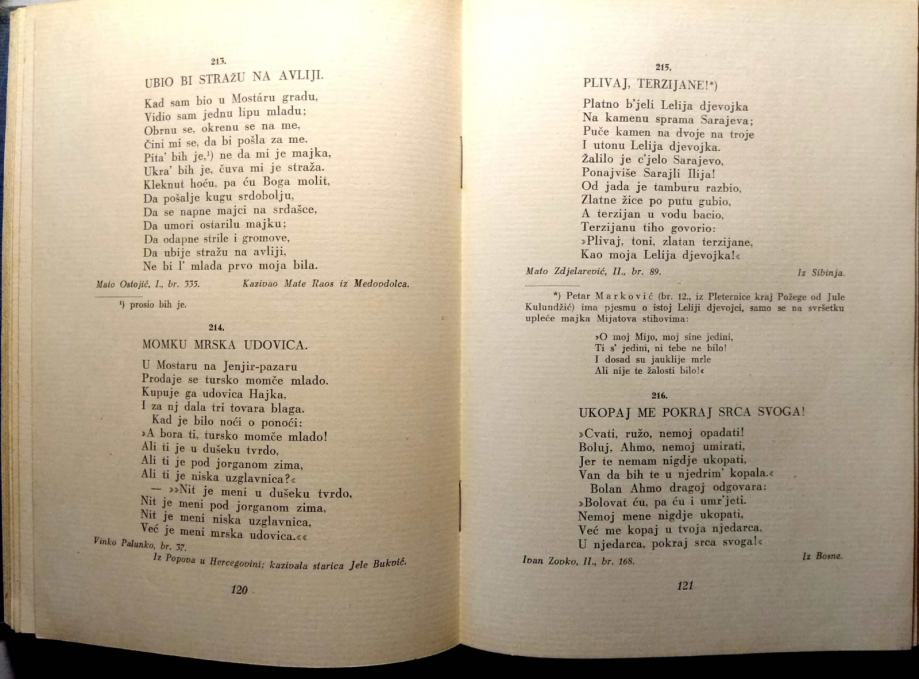 213.
UBIO BI STRAŽU NA AVLIJI.
Kad sam bio u Mostáru gradu,
Vidio sam jednu lipu mladu;
Obrnu se, okrenu se na me,
Čini mi se, da bi pošla za me.
Pita' bih je,¹) ne da mi je majka,
Ukra' bih je, čuva mi je straža.
Kleknut hoću, pa ću Boga molit,
Da pošalje kugu srdobolju,
Da se napne majci na srdašce,
Da umori ostarilu majku;
Da odapne strile i gromove,
Da ubije stražu na avliji,
Ne bi l' mlada prvo moja bila.
Mato Ostojić, I., br. 535. Kazivao Mate Raos iz Medovdolca.
¹) prosio bih je.
214.
MOMKU MRSKA UDOVICA.
U Mostaru na Jenjir-pazaru
Prodaje se tursko momče mlado.
Kupuje ga udovica Hajka,
I za nj dala tri tovara blaga.
Kad je bilo noći o ponoći:
»A bora ti, tursko momče mlado!
Ali ti je u dušeku tvrdo,
Ali ti je pod jorganom zima,
Ali ti je niska uzglavnica?«
— »»Nit je meni u dušeku tvrdo,
Nit je meni pod jorganom zima,
Nit je meni niska uzglavnica,
Već je meni mrska udovica.««
Vinko Palunko, br. 37.
Iz Popova u Hercegovini; kazivala starica Jele Bukvić.
120
215.
PLIVAJ, TERZIJANE!*)
Platno b'jeli Lelija djevojka
Na kamenu sprama Sarajeva;
Puče kamen na dvoje na troje
I utonu Lelija djevojka.
Žalilo je c'jelo Sarajevo,
Ponajviše Sarajli Ilija!
Od jada je tamburu razbio,
Zlatne žice po putu gubio,
A terzijan u vodu bacio,
Terzijanu tiho govorio:
»Plivaj, toni, zlatan terzijane,
Kao moja Lelija djevojka!«
Mato Zdjelarević, II., br. 89. Iz Sibinja.
*) Petar Marković (br. 12., iz Pleternice kraj Požege od Jule
Kulundžić) ima pjesmu o istoj Leliji djevojci, samo se na svršetku
upleće majka Mijatova stihovima:
»O moj Mijo, moj sine jedini,
Ti s' jedini, ni tebe ne bilo!
I dosad su jauklije mrle
Ali nije te žalosti bilo!«
216.
UKOPAJ ME POKRAJ SRCA SVOGA!
»Cvati, ružo, nemoj opadati!
Boluj, Ahmo, nemoj umirati,
Jer te nemam nigdje ukopati,
Van da bih te u njedrim' kopala.«
Bolan Ahmo dragoj odgovara:
»Bolovat ću, pa ću i umr'jeti.
Nemoj mene nigdje ukopati,
Već me kopaj u tvoja njedarca,
U njedarca, pokraj srca svoga!«
Ivan Zovko, II., br. 168. Iz Bosne.
121